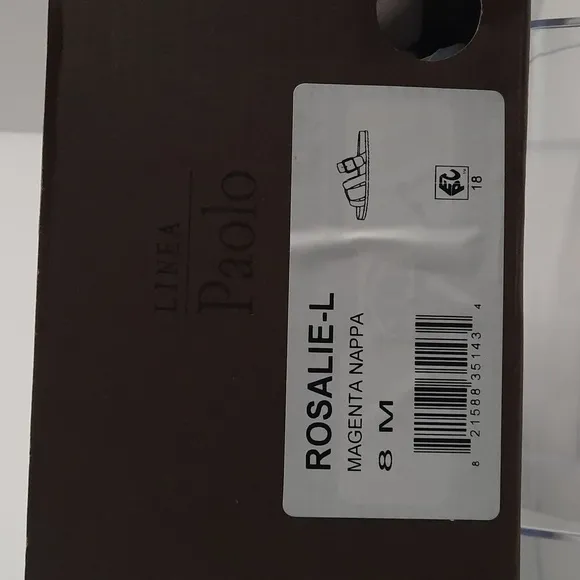 LINEA
Paolo
ROSALIE-L
MAGENTA NAPPA
8 M
8 21588 35143 4
18